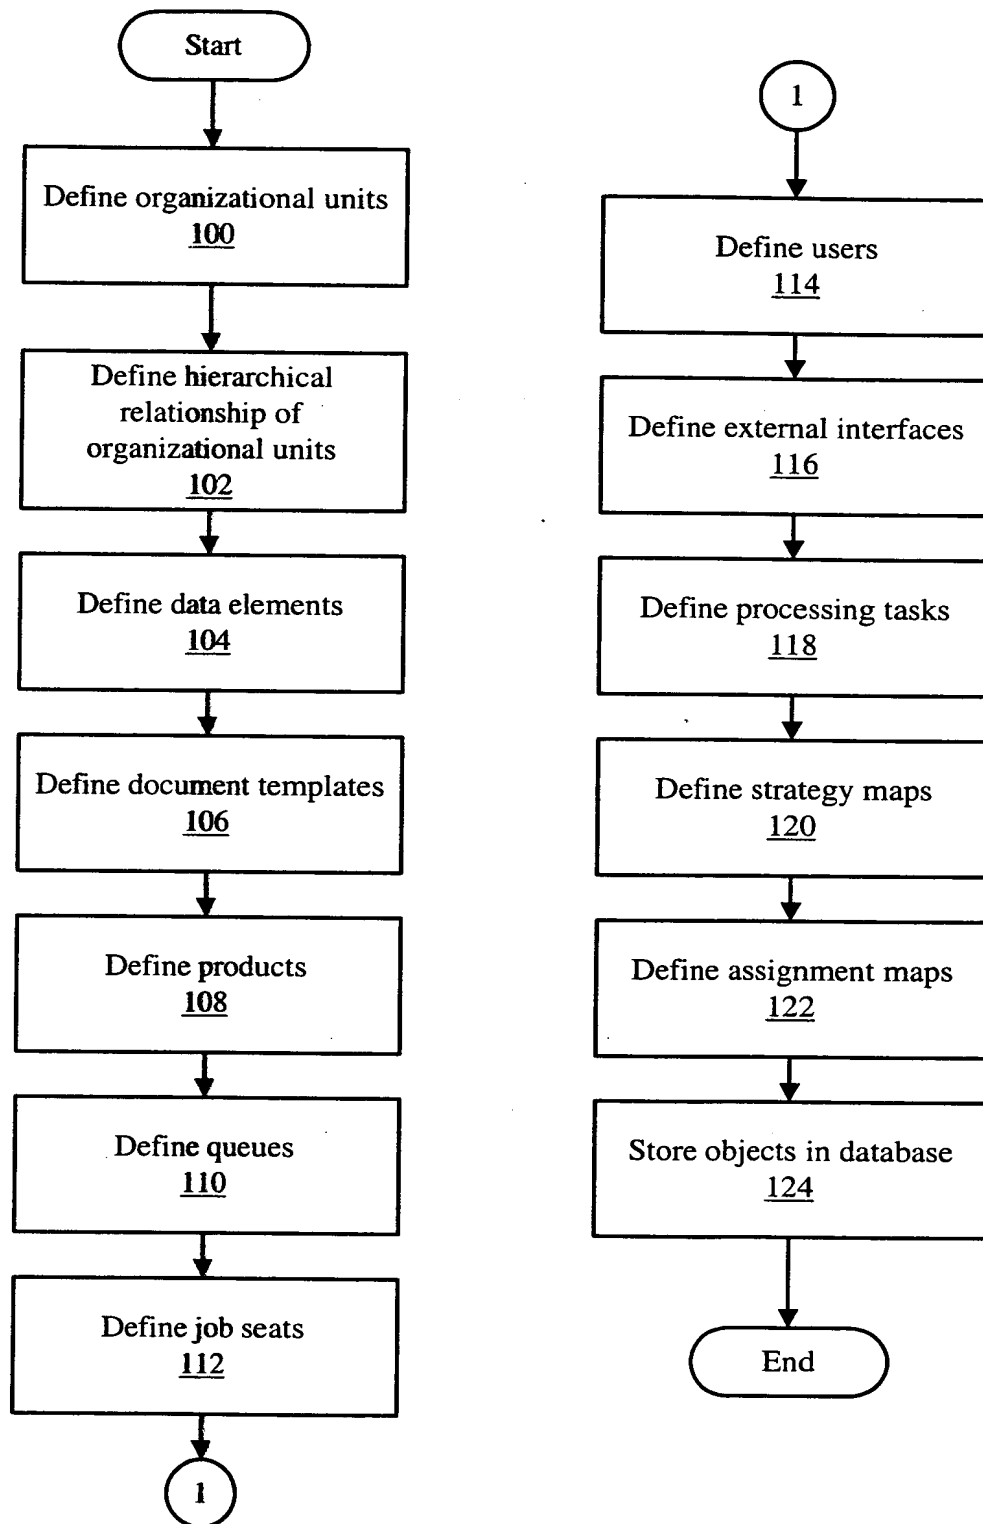 Start
Define organizational units
100
Define hierarchical
relationship of
organizational units
102
Define data elements
104
Define document templates
106
Define products
108
Define queues
110
Define job seats
112
1
1
Define users
114
Define external interfaces
116
Define processing tasks
118
Define strategy maps
120
Define assignment maps
122
Store objects in database
124
End